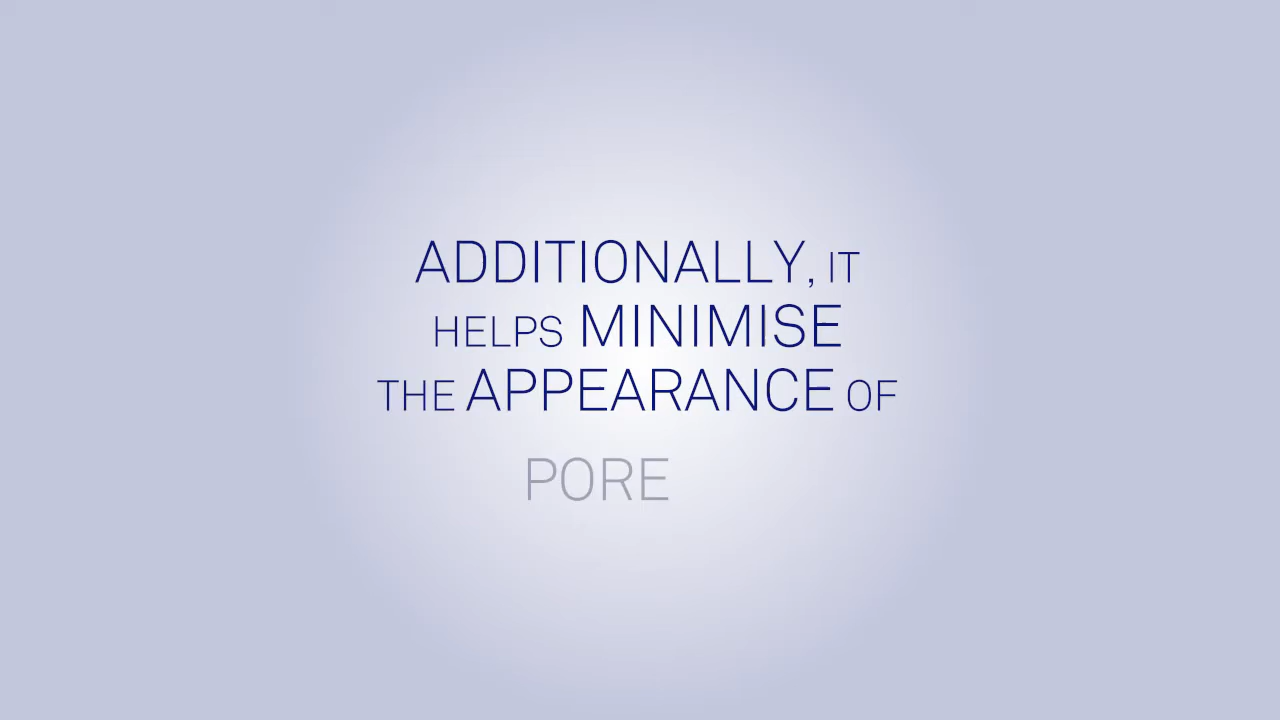 ADDITIONALLY, IT
HELPS MINIMISE
THE APPEARANCE OF
PORE